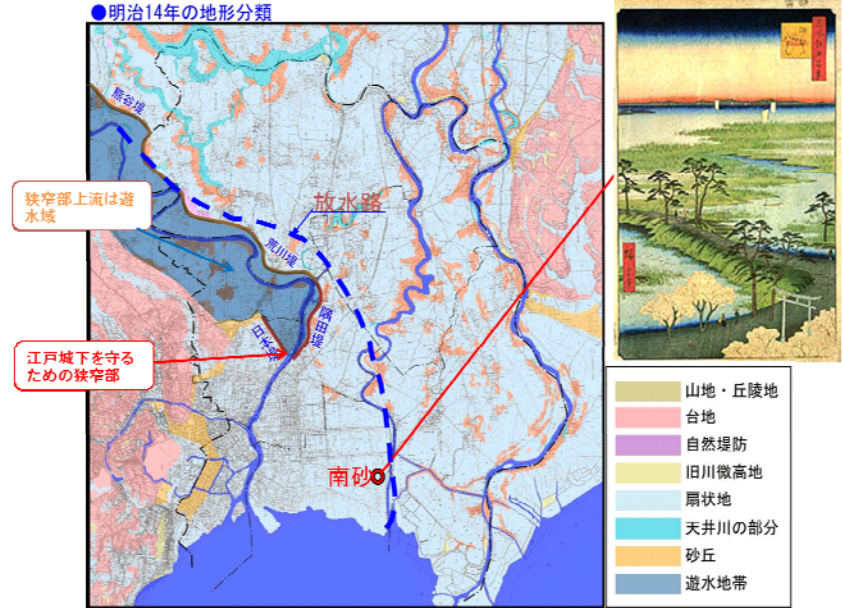 ●明治14年の地形分類
熊谷堤
狭窄部上流は遊
水域
放水路
荒川堤
隅田堤
日本堤
江戸城下を守る
ための狭窄部
南砂
山地・丘陵地
台地
自然堤防
旧川微高地
扇状地
天井川の部分
砂丘
遊水地帯